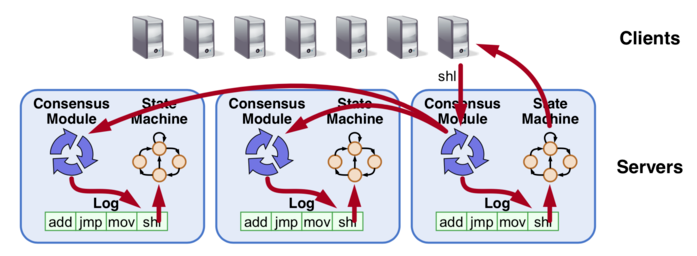 Clients
shl
Consensus Module
State Machine
Consensus Module
State Machine
Consensus Module
State Machine
Servers
Log
Log
Log
add jmp mov shl
add jmp mov shl
add jmp mov shl